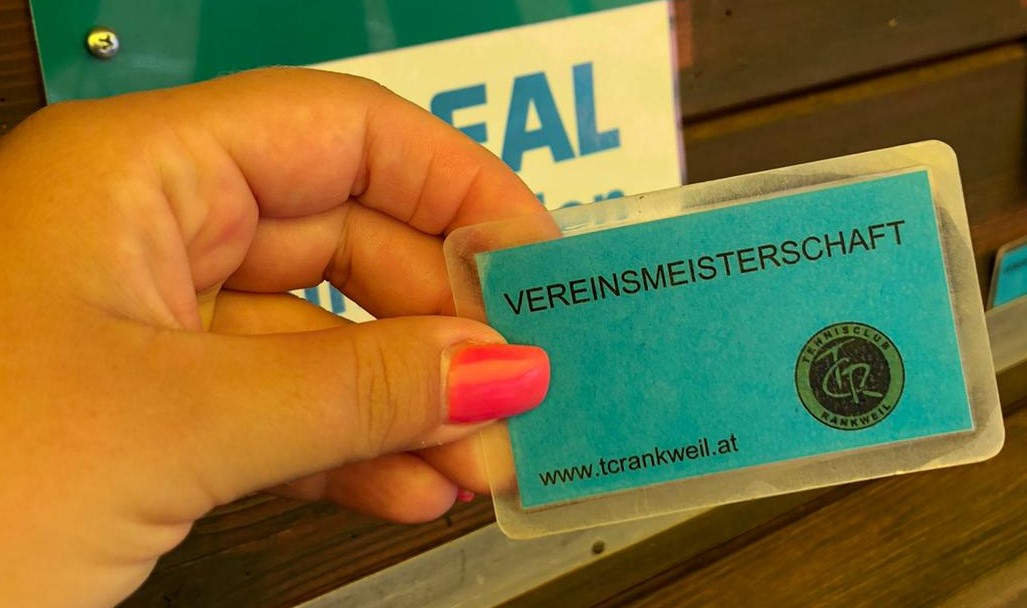 EAL
VEREINSMEISTERSCHAFT
TENNISCLUB
TCR
RANKWEIL
www.tcrankweil.at